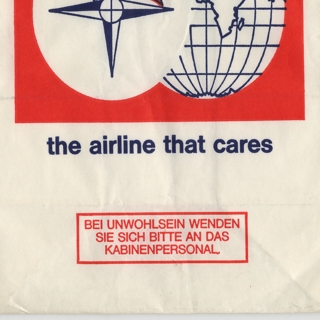 the airline that cares
BEI UNWOHLSEIN WENDEN
SIE SICH BITTE AN DAS
KABINENPERSONAL.